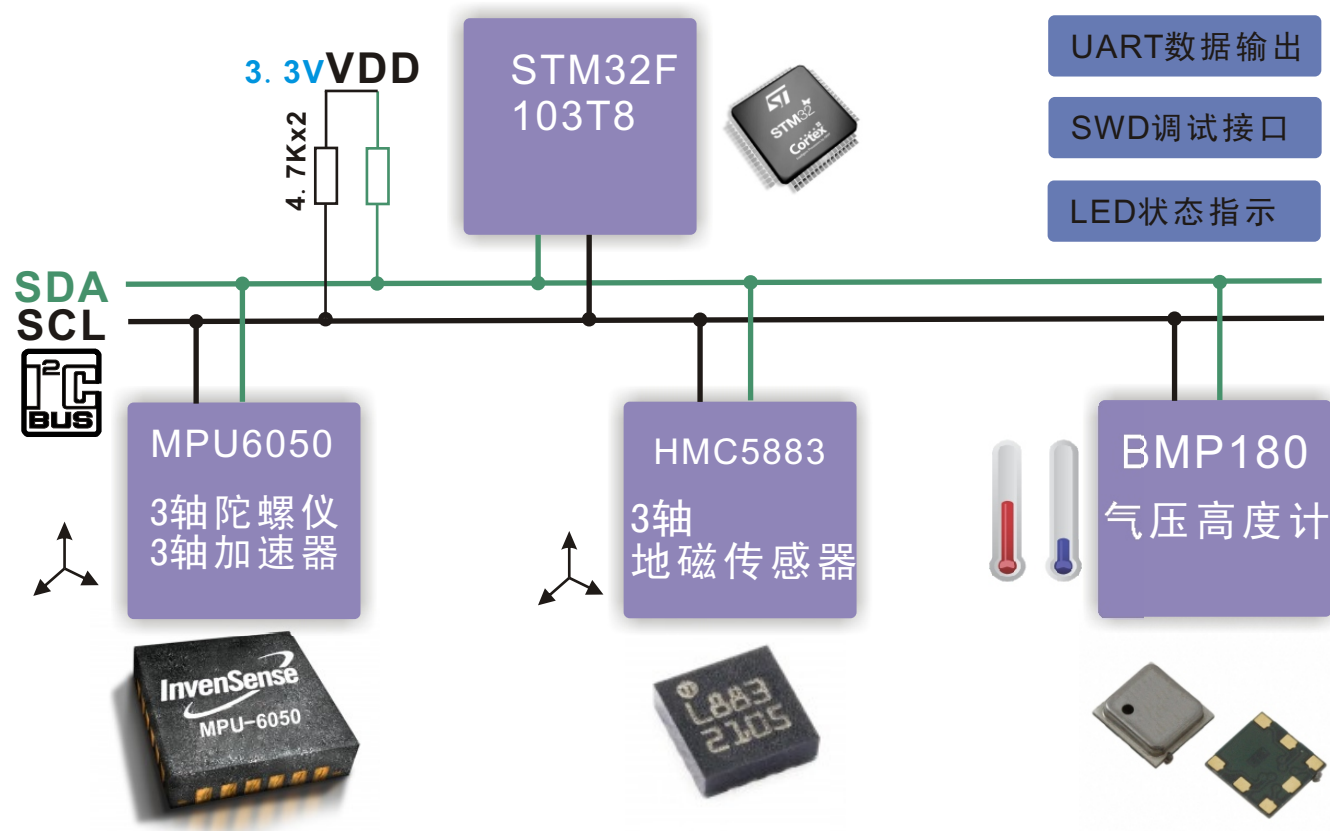 3. 3VVDD
4. 7Kx2
STM32F
103T8
STM32
Cortex
UART数据输出
SWD调试接口
LED状态指示
SDA
SCL
I²C
BUS
MPU6050
3轴陀螺仪
3轴加速器
HMC5883
3轴
地磁传感器
BMP180
气压高度计
InvenSense
MPU-6050
L883
2105